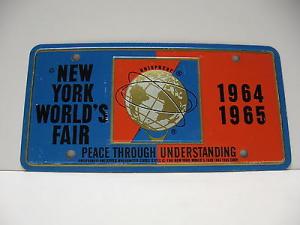 UNISPHERE
"NEW
YORK
WORLD'S
FAIR
®
1964
1965
PEACE THROUGH UNDERSTANDING